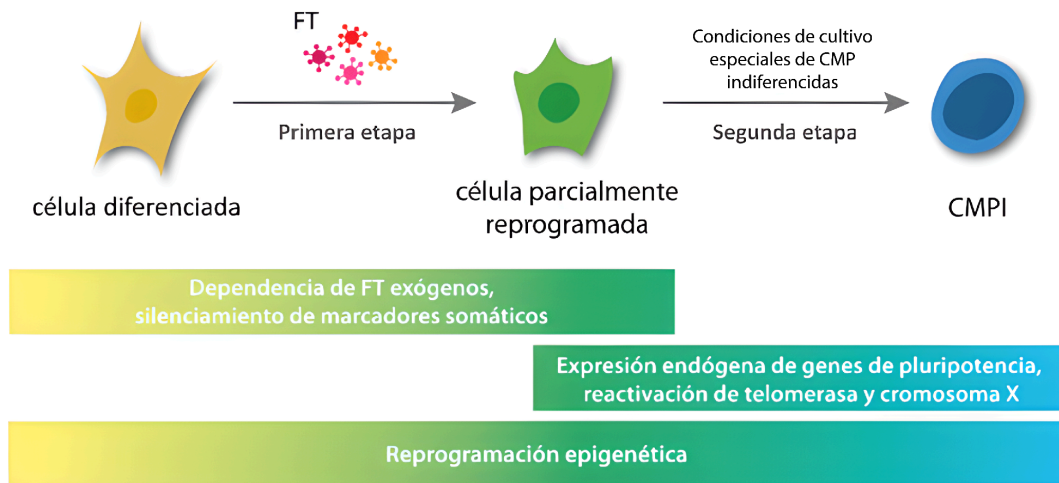 FT
Primera etapa
Condiciones de cultivo
especiales de CMP
indiferencidas
Segunda etapa
célula diferenciada
célula parcialmente
reprogramada
CMPI
Dependencia de FT exógenos,
silenciamiento de marcadores somáticos
Expresión endógena de genes de pluripotencia,
reactivación de telomerasa y cromosoma X
Reprogramación epigenética